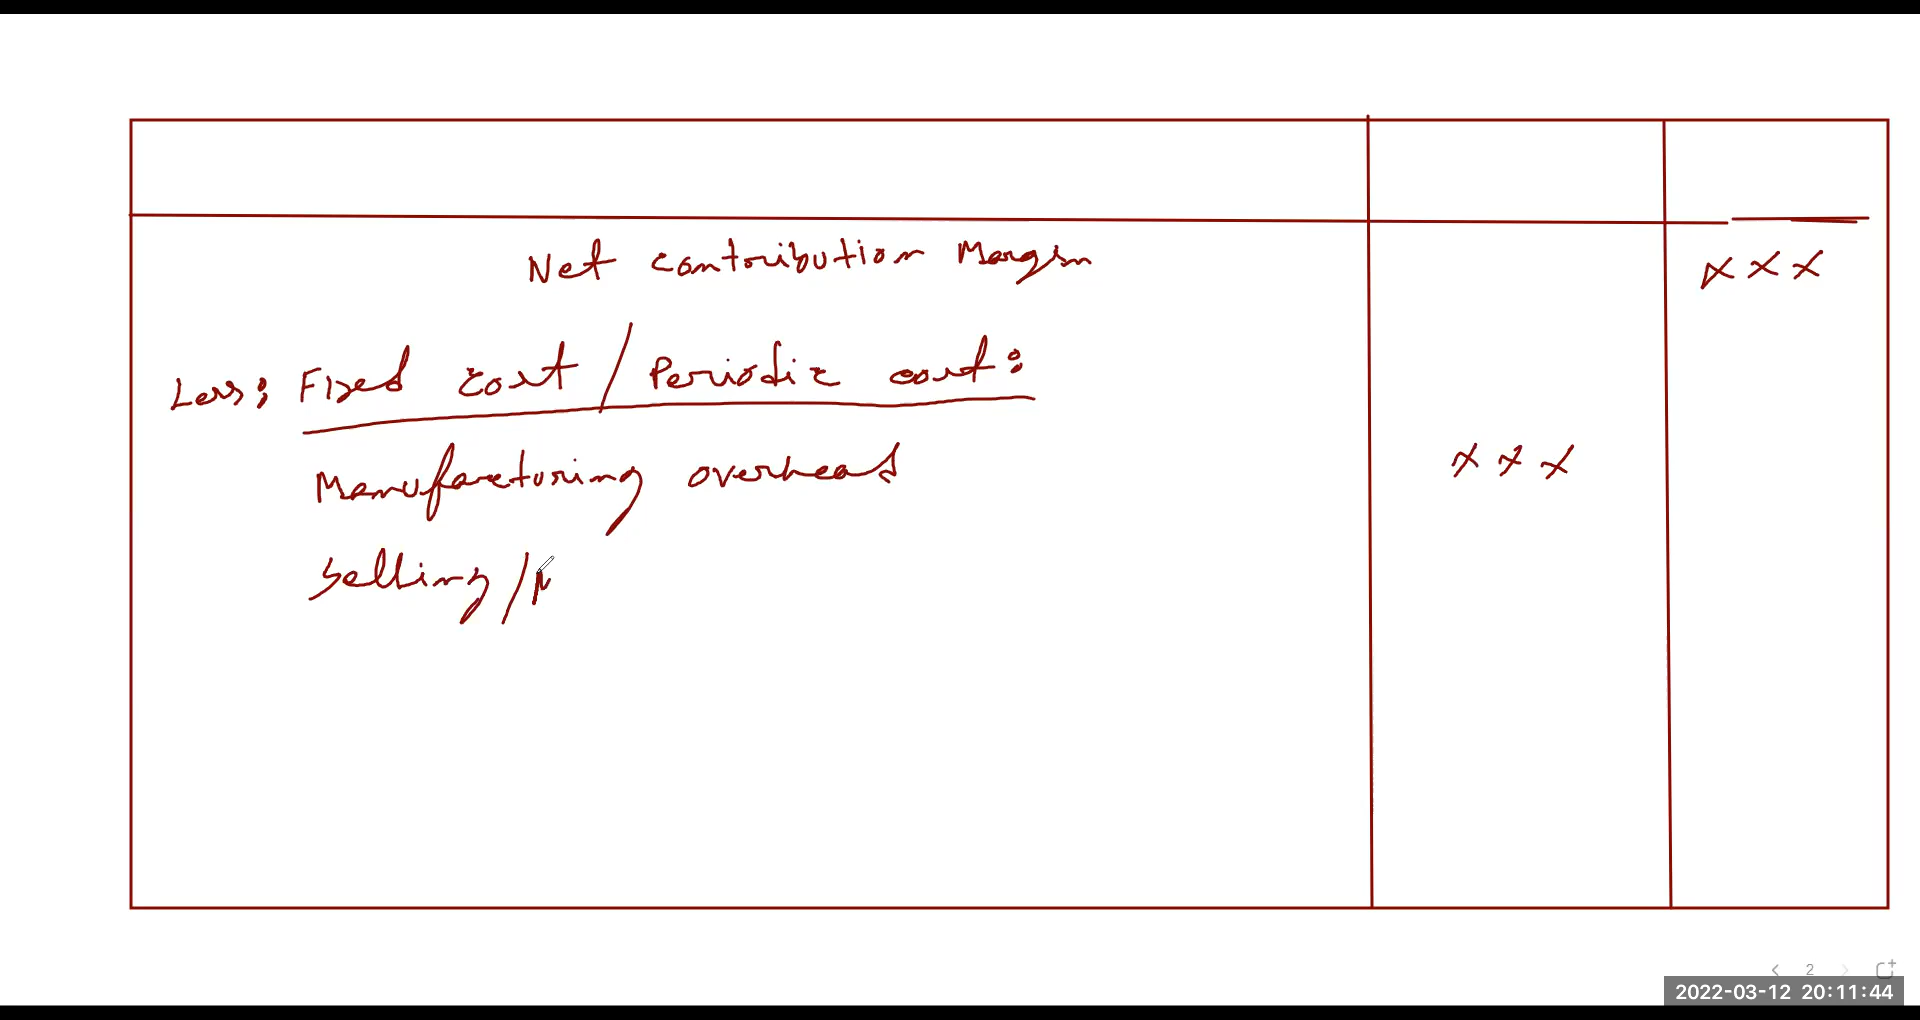 Net contribution Margin xxx
Less: Fixed cost / Periodic cost:
Manufacturing overhead xxx
Selling /
2
2022-03-12 20:11:44